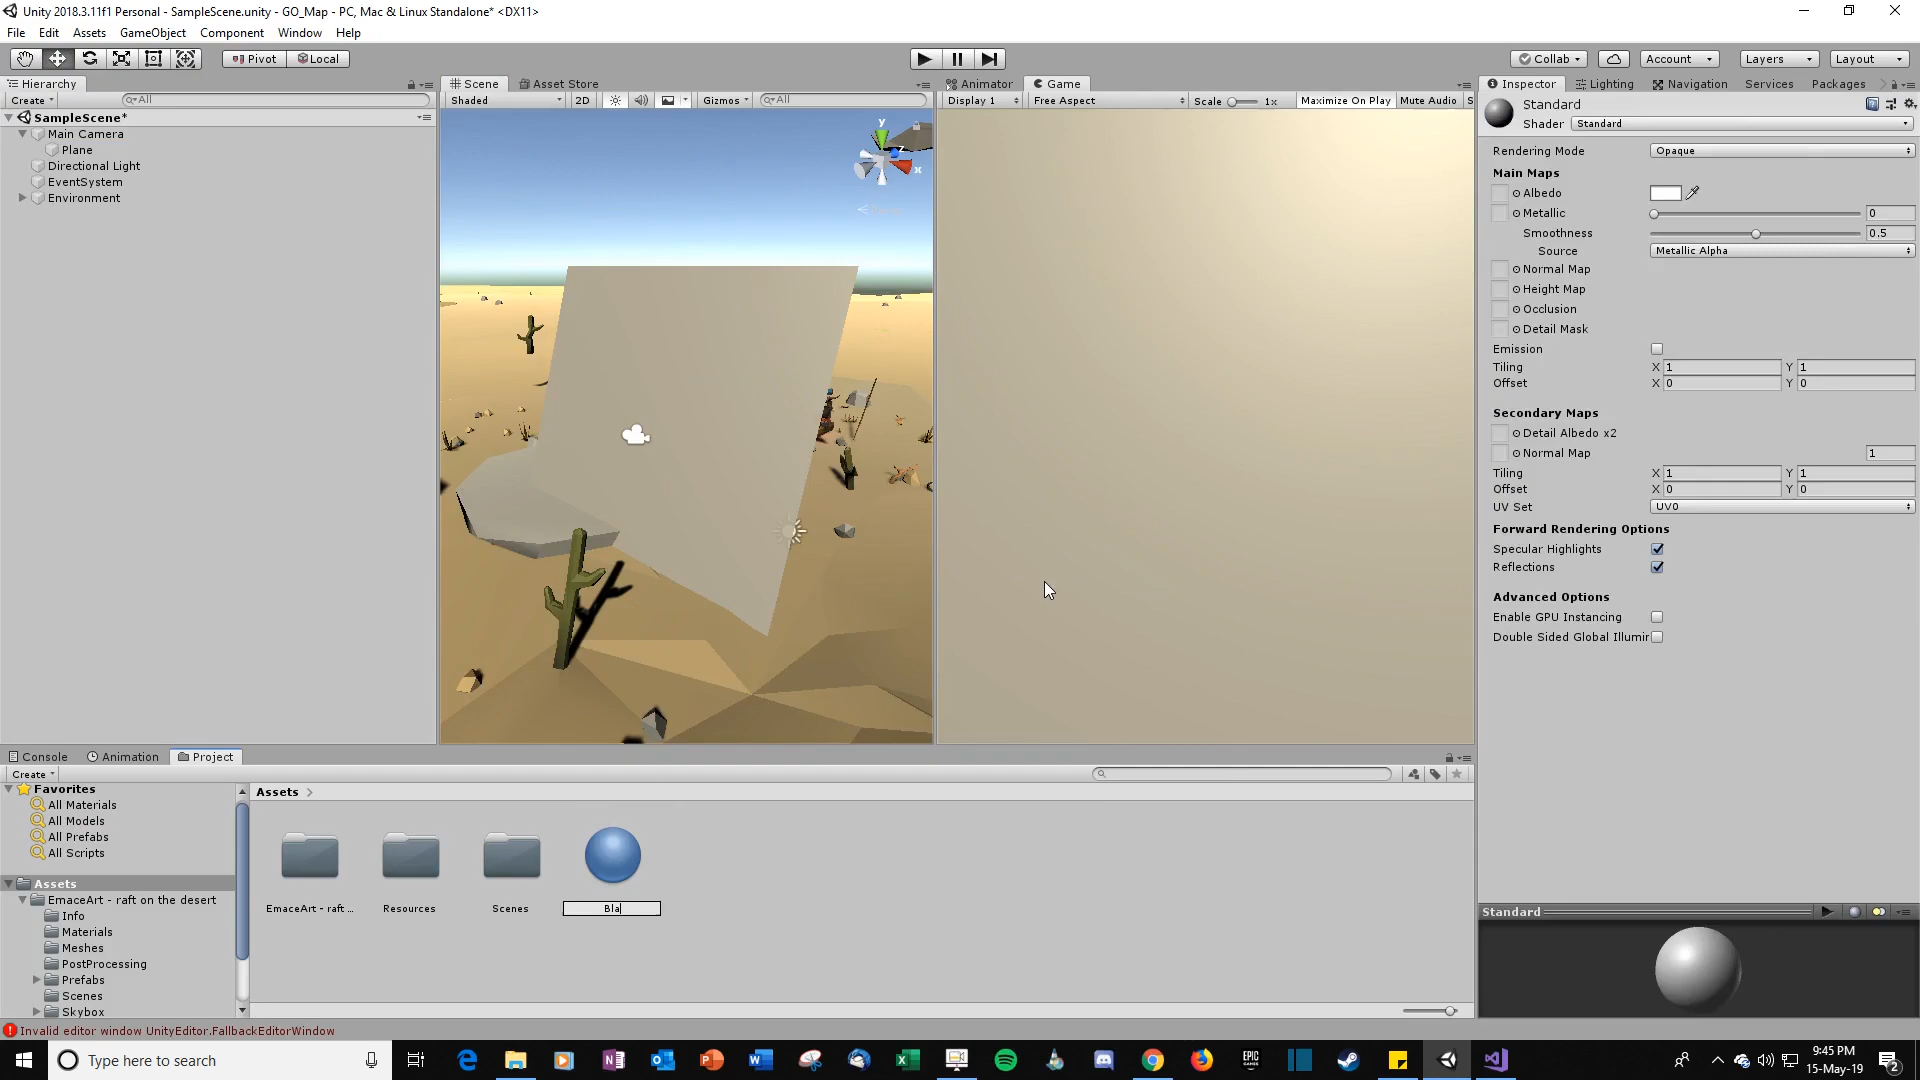 Unity 2018.3.11f1 Personal - SampleScene.unity - GO_Map - PC, Mac & Linux Standalone* <DX11>
File Edit Assets GameObject Component Window Help
Pivot Local Collab Account Layers Layout
Hierarchy Scene Asset Store Animator Game Inspector Lighting Navigation Services Packages
Create All Shaded 2D Gizmos All Display 1 Free Aspect Scale 1x Maximize On Play Mute Audio S
Standard
Shader Standard
SampleScene*
Main Camera
Plane
Directional Light
EventSystem
Environment
y
z
x
Rendering Mode Opaque
Main Maps
Albedo
Metallic 0
Smoothness 0.5
Source Metallic Alpha
Normal Map
Height Map
Occlusion
Detail Mask
Emission
Tiling X 1 Y 1
Offset X 0 Y 0
Secondary Maps
Detail Albedo x2
Normal Map 1
Tiling X 1 Y 1
Offset X 0 Y 0
UV Set UV0
Forward Rendering Options
Specular Highlights
Reflections
Advanced Options
Enable GPU Instancing
Double Sided Global Illumir
Console Animation Project
Create
Favorites
All Materials
All Models
All Prefabs
All Scripts
Assets
EmaceArt - raft on the desert
Info
Materials
Meshes
PostProcessing
Prefabs
Scenes
Skybox
Assets
EmaceArt - raft ... Resources Scenes Bla
Standard
Invalid editor window UnityEditor.FallbackEditorWindow
Type here to search
EPIC GAMES
9:45 PM
15-May-19
2